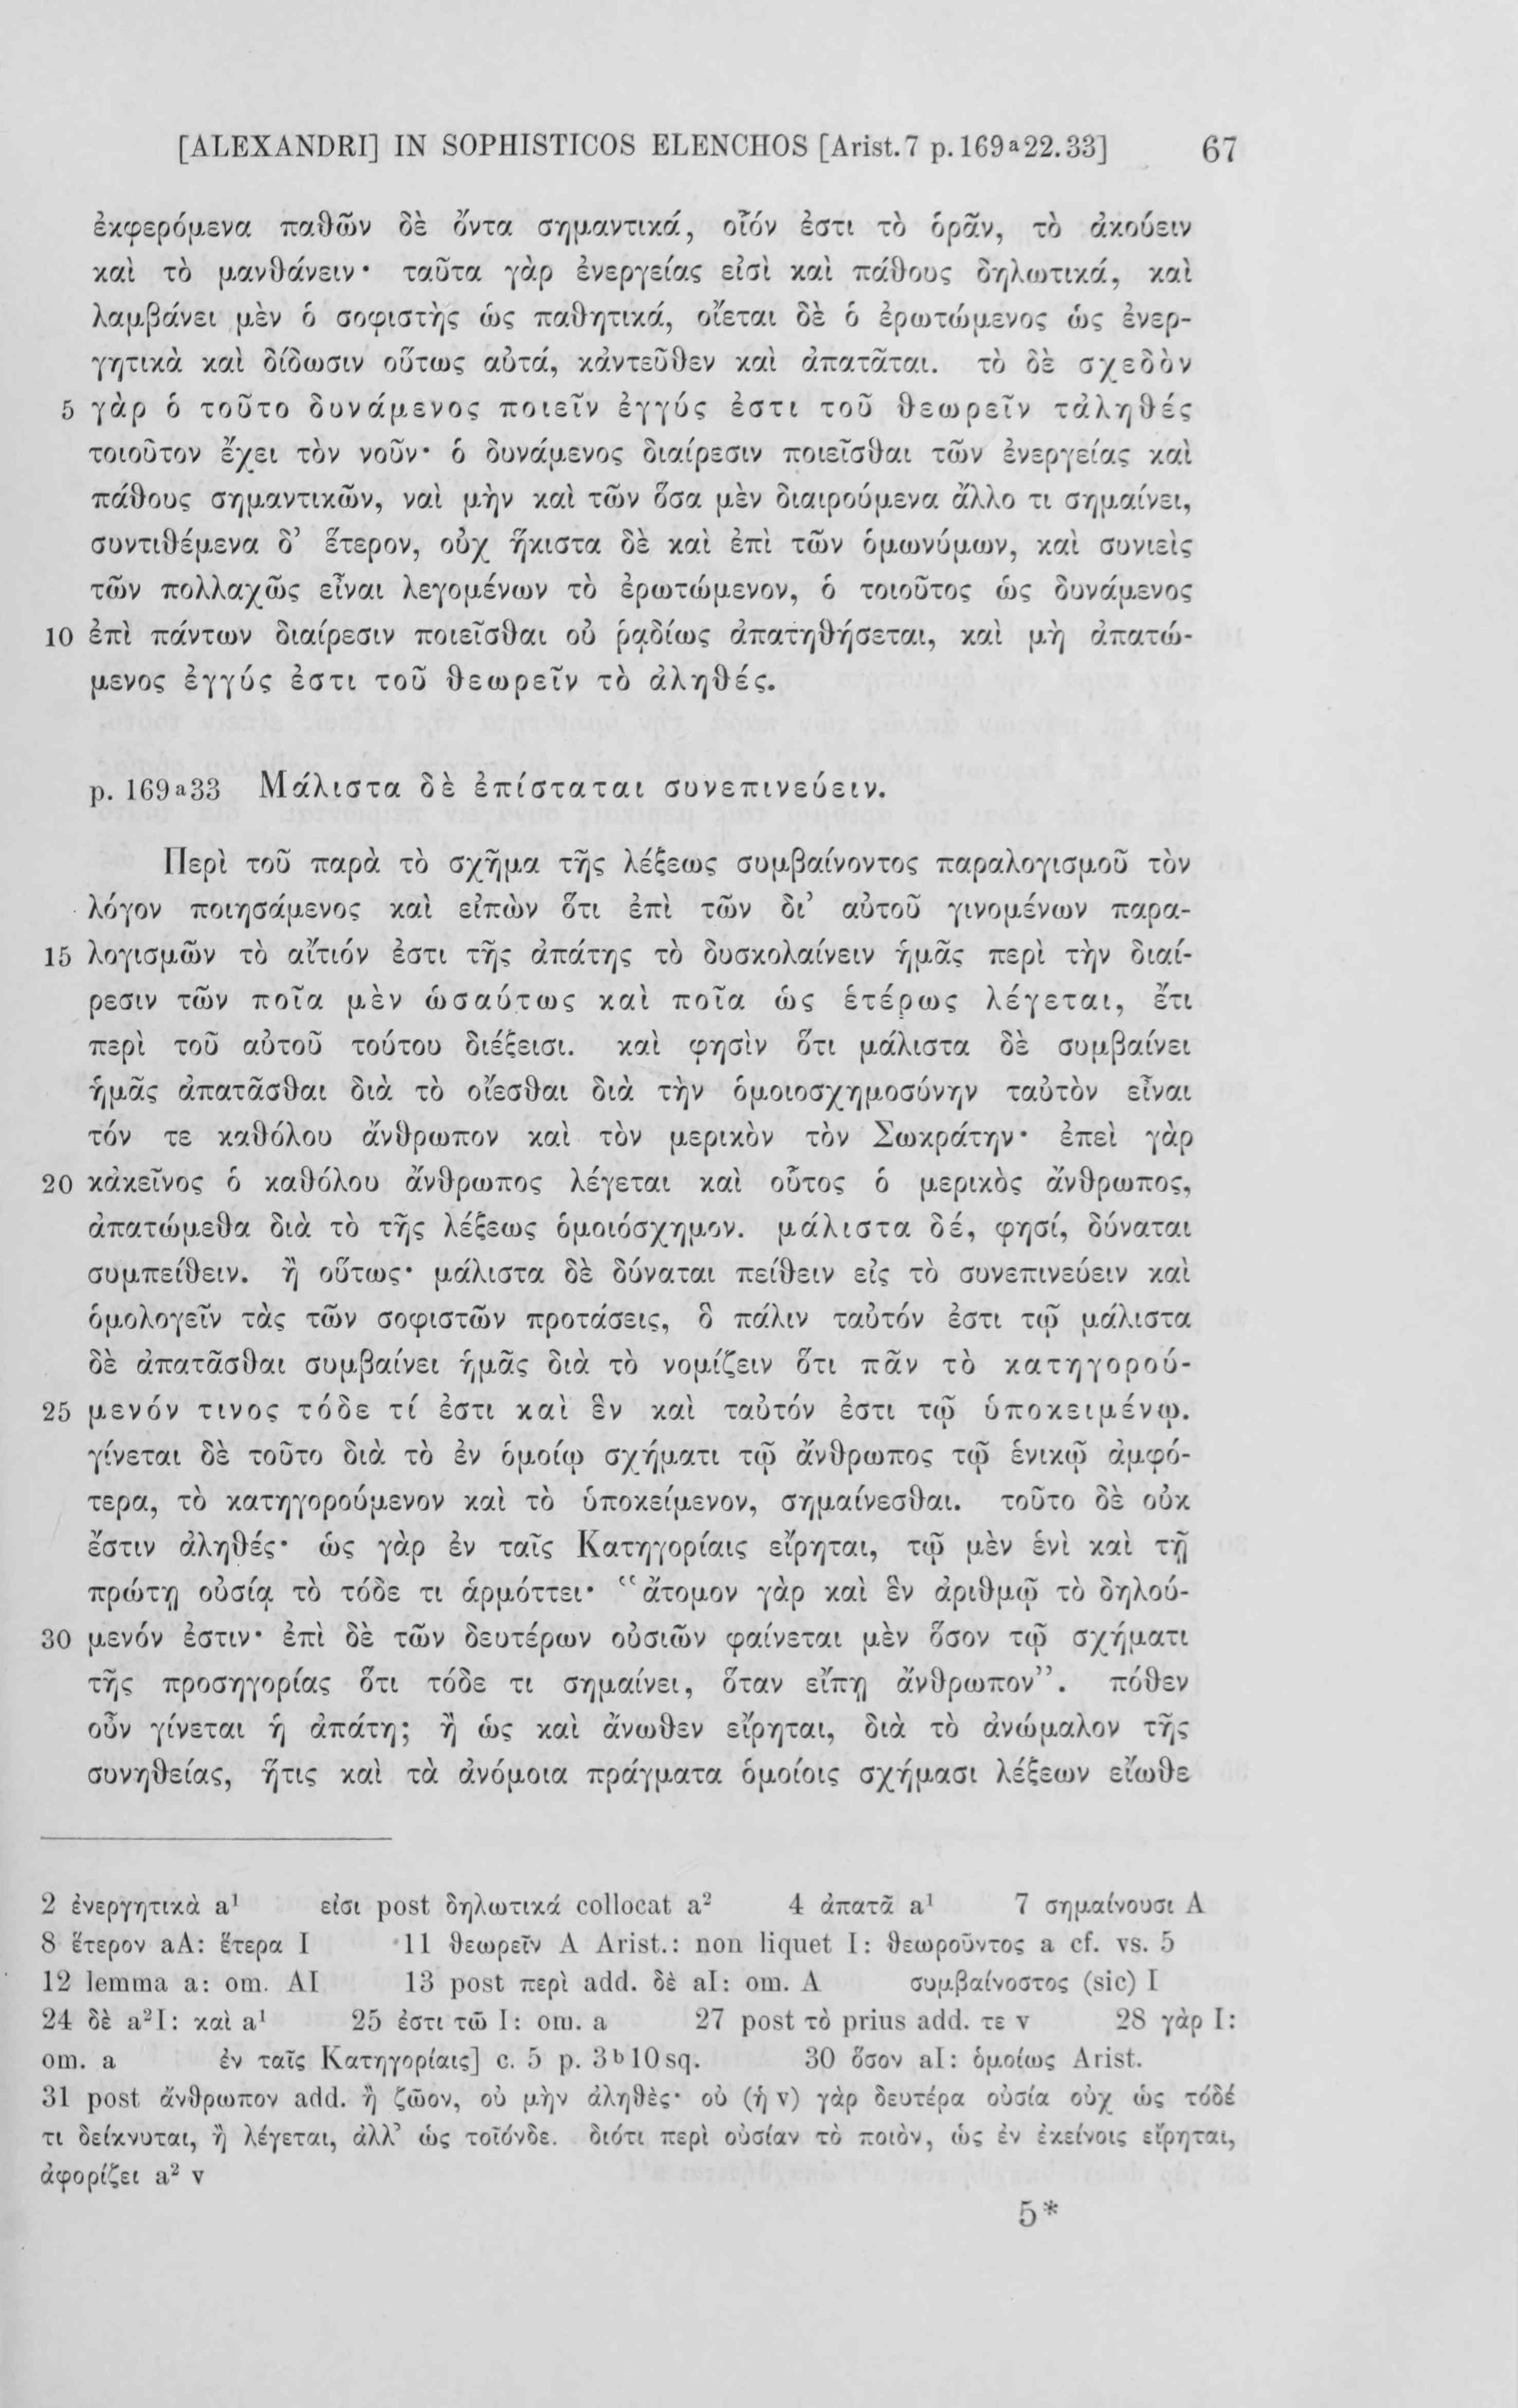 [ALEXANDRI] IN SOPHISTICOS ELENCHOS [Arist. 7 p. 169a22.33] 67
ἐκφερόμενα παθῶν δὲ ὄντα σημαντικά, οἷόν ἐστι τὸ ὁρᾶν, τὸ ἀκούειν
καὶ τὸ μανθάνειν· ταῦτα γὰρ ἐνεργείας εἰσὶ καὶ πάθους δηλωτικά, καὶ
λαμβάνει μὲν ὁ σοφιστὴς ὡς παθητικά, οἴεται δὲ ὁ ἐρωτώμενος ὡς ἐνερ-
γητικὰ καὶ δίδωσιν οὕτως αὐτά, κἀντεῦθεν καὶ ἀπατᾶται. τὸ δὲ σχεδὸν
5 γὰρ ὁ τοῦτο δυνάμενος ποιεῖν ἐγγύς ἐστι τοῦ θεωρεῖν τἀληθές
τοιοῦτον ἔχει τὸν νοῦν· ὁ δυνάμενος διαίρεσιν ποιεῖσθαι τῶν ἐνεργείας καὶ
πάθους σημαντικῶν, ναὶ μὴν καὶ τῶν ὅσα μὲν διαιρούμενα ἄλλο τι σημαίνει,
συντιθέμενα δ’ ἕτερον, οὐχ ἥκιστα δὲ καὶ ἐπὶ τῶν ὁμωνύμων, καὶ συνιεὶς
τῶν πολλαχῶς εἶναι λεγομένων τὸ ἐρωτώμενον, ὁ τοιοῦτος ὡς δυνάμενος
10 ἐπὶ πάντων διαίρεσιν ποιεῖσθαι οὐ ῥᾳδίως ἀπατηθήσεται, καὶ μὴ ἀπατώ-
μενος ἐγγύς ἐστι τοῦ θεωρεῖν τὸ ἀληθές.
p. 169a33 Μάλιστα δὲ ἐπίσταται συνεπινεύειν.
Περὶ τοῦ παρὰ τὸ σχῆμα τῆς λέξεως συμβαίνοντος παραλογισμοῦ τὸν
λόγον ποιησάμενος καὶ εἰπὼν ὅτι ἐπὶ τῶν δι’ αὐτοῦ γινομένων παρα-
15 λογισμῶν τὸ αἴτιόν ἐστι τῆς ἀπάτης τὸ δυσκολαίνειν ἡμᾶς περὶ τὴν διαί-
ρεσιν τῶν ποῖα μὲν ὡσαύτως καὶ ποῖα ὡς ἑτέρως λέγεται, ἔτι
περὶ τοῦ αὐτοῦ τούτου διέξεισι. καὶ φησὶν ὅτι μάλιστα δὲ συμβαίνει
ἡμᾶς ἀπατᾶσθαι διὰ τὸ οἴεσθαι διὰ τὴν ὁμοιοσχημοσύνην ταὐτὸν εἶναι
τόν τε καθόλου ἄνθρωπον καὶ τὸν μερικὸν τὸν Σωκράτην· ἐπεὶ γὰρ
20 κἀκεῖνος ὁ καθόλου ἄνθρωπος λέγεται καὶ οὗτος ὁ μερικὸς ἄνθρωπος,
ἀπατώμεθα διὰ τὸ τῆς λέξεως ὁμοιόσχημον. μάλιστα δέ, φησί, δύναται
συμπείθειν. ἢ οὕτως· μάλιστα δὲ δύναται πείθειν εἰς τὸ συνεπινεύειν καὶ
ὁμολογεῖν τὰς τῶν σοφιστῶν προτάσεις, ὃ πάλιν ταὐτόν ἐστι τῷ μάλιστα
δὲ ἀπατᾶσθαι συμβαίνει ἡμᾶς διὰ τὸ νομίζειν ὅτι πᾶν τὸ κατηγορού-
25 μενόν τινος τόδε τί ἐστι καὶ ἓν καὶ ταὐτόν ἐστι τῷ ὑποκειμένῳ.
γίνεται δὲ τοῦτο διὰ τὸ ἐν ὁμοίῳ σχήματι τῷ ἄνθρωπος τῷ ἑνικῷ ἀμφό-
τερα, τὸ κατηγορούμενον καὶ τὸ ὑποκείμενον, σημαίνεσθαι. τοῦτο δὲ οὐκ
ἔστιν ἀληθές· ὡς γὰρ ἐν ταῖς Κατηγορίαις εἴρηται, τῷ μὲν ἑνὶ καὶ τῇ
πρώτῃ οὐσίᾳ τὸ τόδε τι ἁρμόττει· “ἄτομον γὰρ καὶ ἓν ἀριθμῷ τὸ δηλού-
30 μενόν ἐστιν· ἐπὶ δὲ τῶν δευτέρων οὐσιῶν φαίνεται μὲν ὅσον τῷ σχήματι
τῆς προσηγορίας ὅτι τόδε τι σημαίνει, ὅταν εἴπῃ ἄνθρωπον”. πόθεν
οὖν γίνεται ἡ ἀπάτη; ἢ ὡς καὶ ἄνωθεν εἴρηται, διὰ τὸ ἀνώμαλον τῆς
συνηθείας, ἥτις καὶ τὰ ἀνόμοια πράγματα ὁμοίοις σχήμασι λέξεων εἴωθε
2 ἐνεργητικὰ a¹ εἰσι post δηλωτικά collocat a² 4 ἀπατᾶ a¹ 7 σημαίνουσι A
8 ἕτερον aA: ἕτερα I 11 θεωρεῖν A Arist.: non liquet I: θεωροῦντος a cf. vs. 5
12 lemma a: om. AI 13 post περὶ add. δὲ aI: om. A συμβαίνοστος (sic) I
24 δὲ a²I: καὶ a¹ 25 ἐστι τῶ I: om. a 27 post τὸ prius add. τε v 28 γὰρ I:
om. a ἐν ταῖς Κατηγορίαις] c. 5 p. 3b10 sq. 30 ὅσον aI: ὁμοίως Arist.
31 post ἄνθρωπον add. ἢ ζῶον, οὐ μὴν ἀληθὲς· οὐ (ἡ v) γὰρ δευτέρα οὐσία οὐχ ὡς τόδέ
τι δείκνυται, ἢ λέγεται, ἀλλ’ ὡς τοῖόνδε. διότι περὶ οὐσίαν τὸ ποιὸν, ὡς ἐν ἐκείνοις εἴρηται,
ἀφορίζει a² v
5*